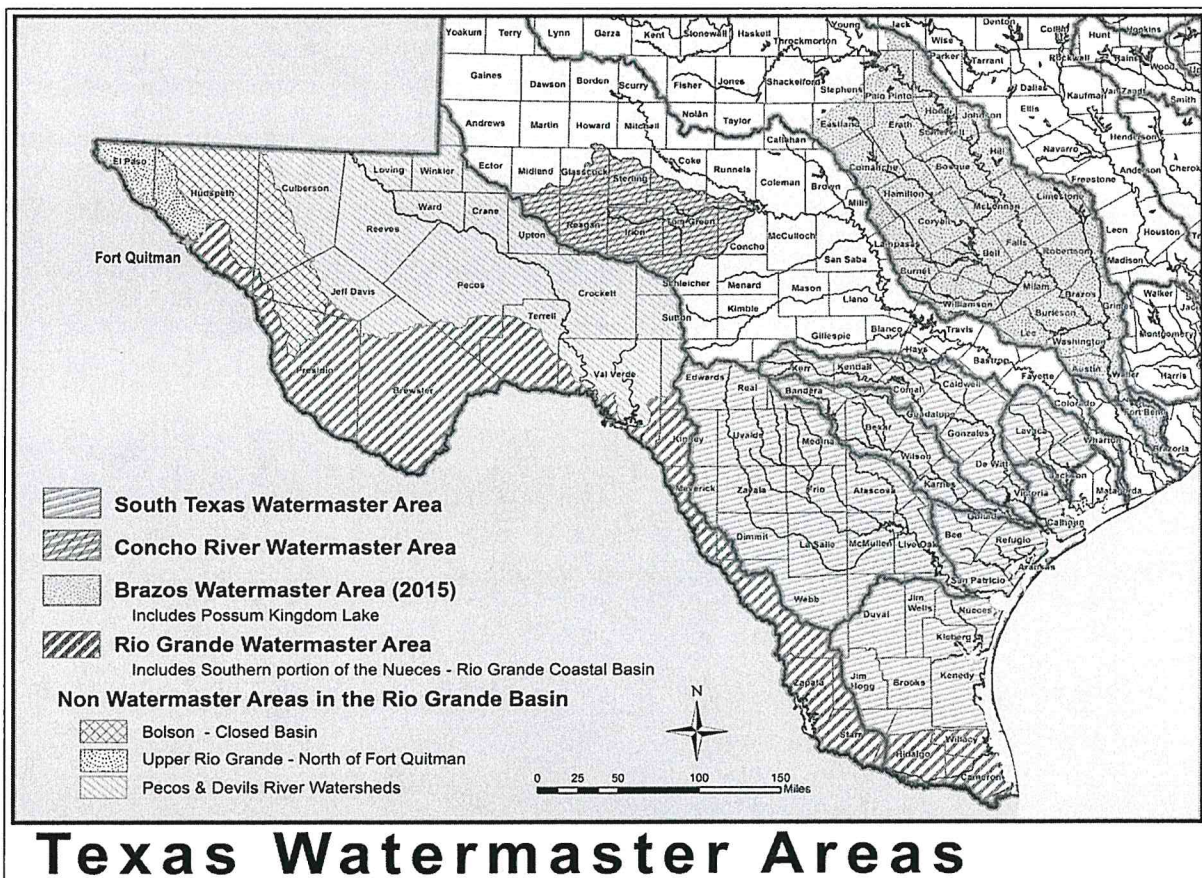 Yoakum Terry Lynn Garza Kent Stonewall Haskell Throckmorton Young Jack Wise Denton Collin Hunt Hopkins
Gaines Dawson Borden Scurry Fisher Jones Shackelford Stephens Palo Pinto Parker Tarrant Dallas Rockwall Kaufman Rains Wood
Van Zandt Smith
Andrews Martin Howard Mitchell Nolan Taylor Callahan Eastland Erath Hood Somervell Johnson Ellis Henderson
Navarro
El Paso Hudspeth Culberson Loving Winkler Ector Midland Glasscock Sterling Coke Runnels Coleman Brown Comanche Bosque Hill Freestone Anderson
Ward Crane Upton Reagan Irion Tom Green Concho McCulloch Mills Hamilton Coryell McLennan Limestone Leon Houston
Fort Quitman
Reeves San Saba Lampasas Bell Falls Robertson Madison
Jeff Davis Pecos Crockett Schleicher Menard Mason Llano Burnet Williamson Milam Brazos Grimes Walker
Terrell Sutton Kimble Gillespie Blanco Travis Lee Burleson Washington Montgomery
Presidio Brewster Val Verde Edwards Real Kerr Kendall Hays Bastrop Fayette Austin Waller Harris
Bandera Comal Caldwell Colorado Fort Bend
Kinney Uvalde Medina Bexar Guadalupe Gonzales Lavaca Wharton Brazoria
Wilson De Witt Jackson Matagorda
Maverick Zavala Frio Atascosa Karnes Victoria
Goliad Calhoun
Dimmit La Salle McMullen Live Oak Bee Refugio
Aransas
San Patricio
Webb Duval Jim Wells Nueces
Kleberg
Zapata Jim Hogg Brooks Kenedy
Starr Hidalgo Willacy
Cameron
South Texas Watermaster Area
Concho River Watermaster Area
Brazos Watermaster Area (2015)
Includes Possum Kingdom Lake
Rio Grande Watermaster Area
Includes Southern portion of the Nueces - Rio Grande Coastal Basin
Non Watermaster Areas in the Rio Grande Basin
Bolson - Closed Basin
Upper Rio Grande - North of Fort Quitman
Pecos & Devils River Watersheds
N
0 25 50 100 150
Miles
Texas Watermaster Areas